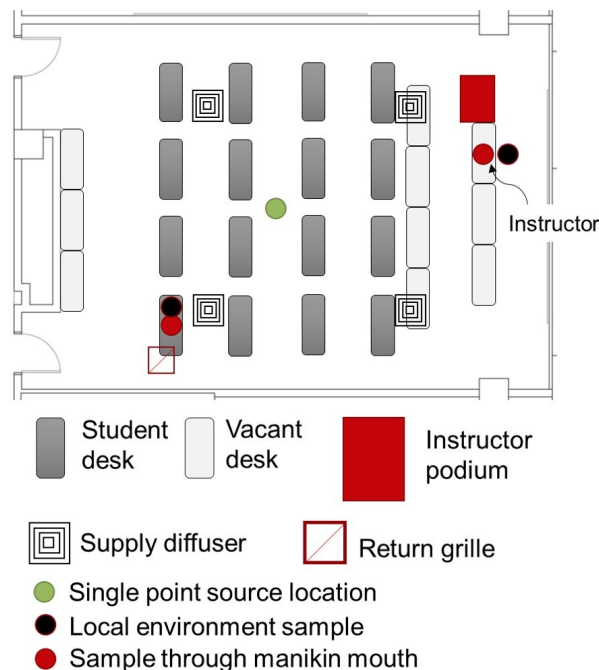 Instructor
Student
desk
Vacant
desk
Instructor
podium
Supply diffuser
Return grille
Single point source location
Local environment sample
Sample through manikin mouth